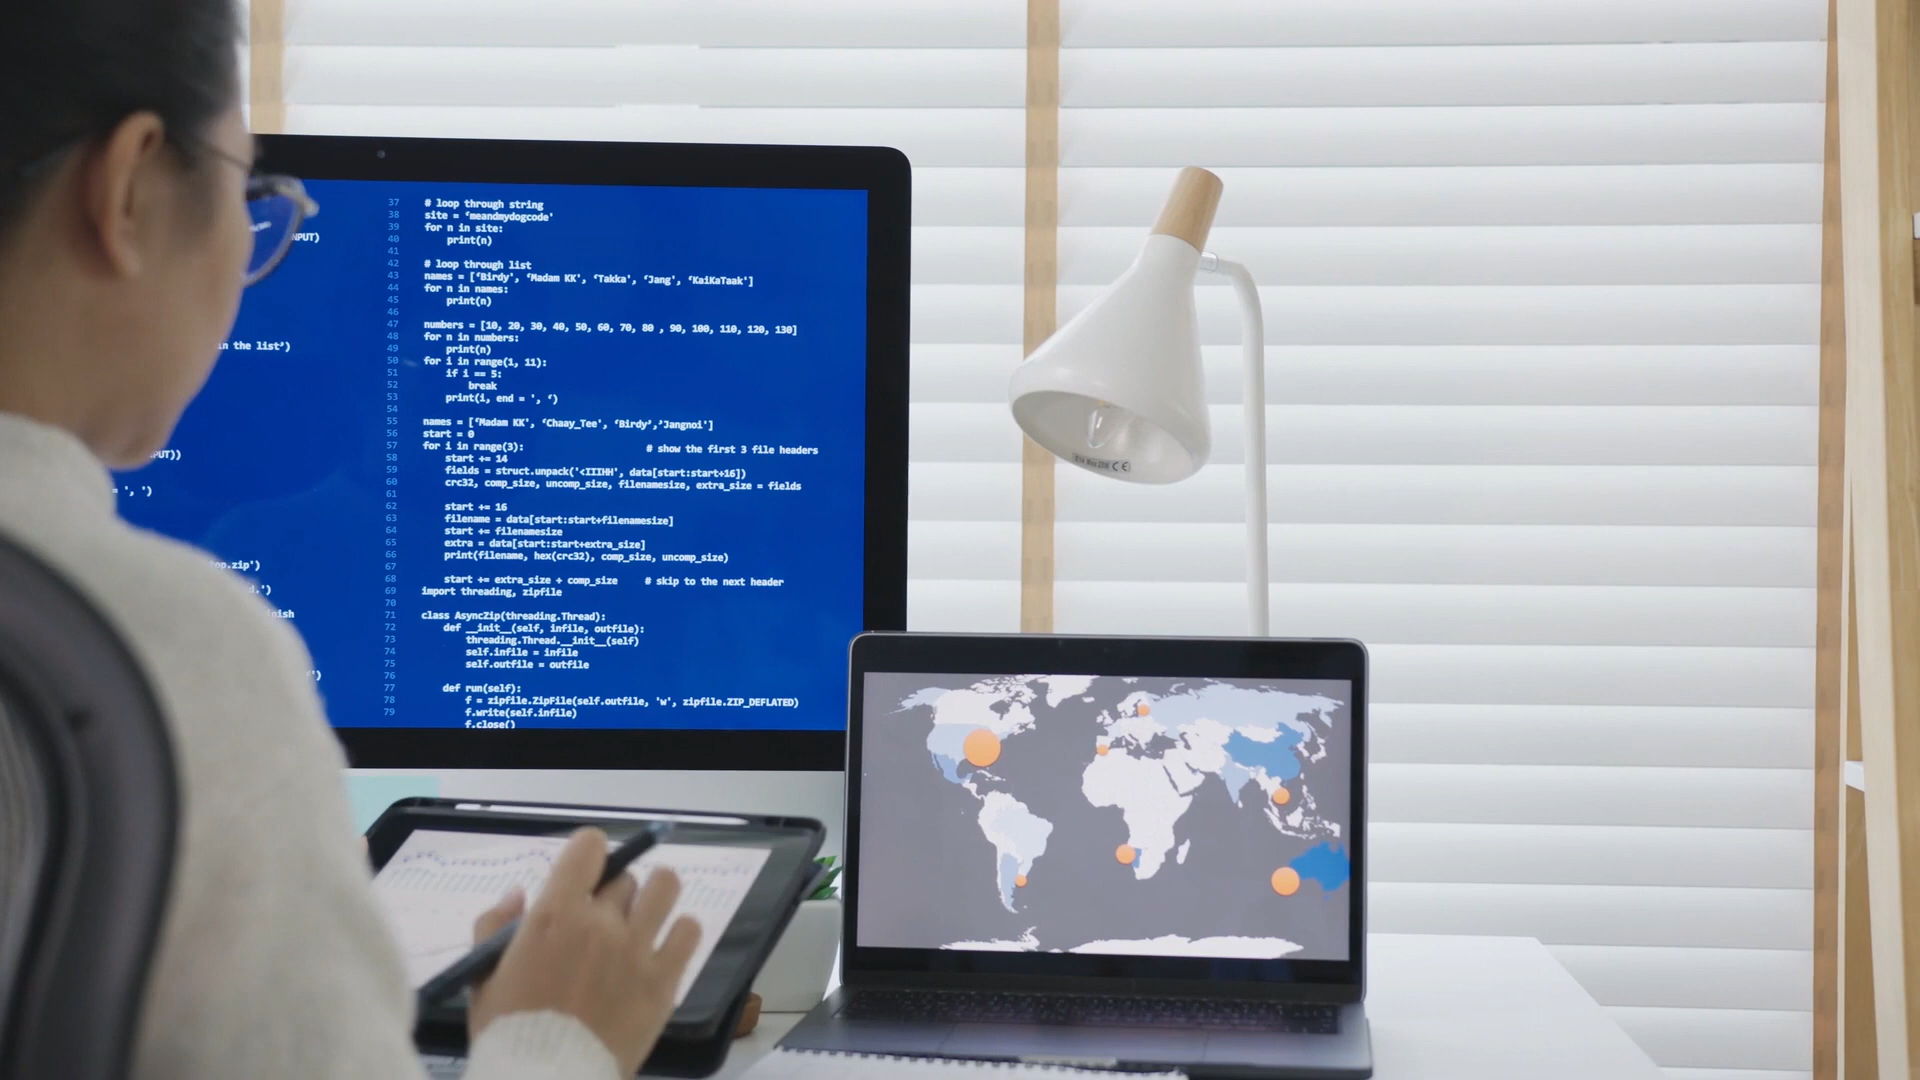 NPUT)
in the list’)
PUT))
= ', ')
op.zip')
d.')
inish
')
37 # loop through string
38 site = ‘meandmydogcode'
39 for n in site:
40 print(n)
41
42 # loop through list
43 names = [‘Birdy', ‘Madam KK', ‘Takka', ‘Jang', ‘KaiKaTaak']
44 for n in names:
45 print(n)
46
47 numbers = [10, 20, 30, 40, 50, 60, 70, 80 , 90, 100, 110, 120, 130]
48 for n in numbers:
49 print(n)
50 for i in range(1, 11):
51 if i == 5:
52 break
53 print(i, end = ', ‘)
54
55 names = [‘Madam KK', ‘Chaay_Tee', ‘Birdy’,’Jangnoi']
56 start = 0
57 for i in range(3): # show the first 3 file headers
58 start += 14
59 fields = struct.unpack('<IIIHH', data[start:start+16])
60 crc32, comp_size, uncomp_size, filenamesize, extra_size = fields
61
62 start += 16
63 filename = data[start:start+filenamesize]
64 start += filenamesize
65 extra = data[start:start+extra_size]
66 print(filename, hex(crc32), comp_size, uncomp_size)
67
68 start += extra_size + comp_size # skip to the next header
69 import threading, zipfile
70
71 class AsyncZip(threading.Thread):
72 def __init__(self, infile, outfile):
73 threading.Thread.__init__(self)
74 self.infile = infile
75 self.outfile = outfile
76
77 def run(self):
78 f = zipfile.ZipFile(self.outfile, 'w', zipfile.ZIP_DEFLATED)
79 f.write(self.infile)
f.close()
CE